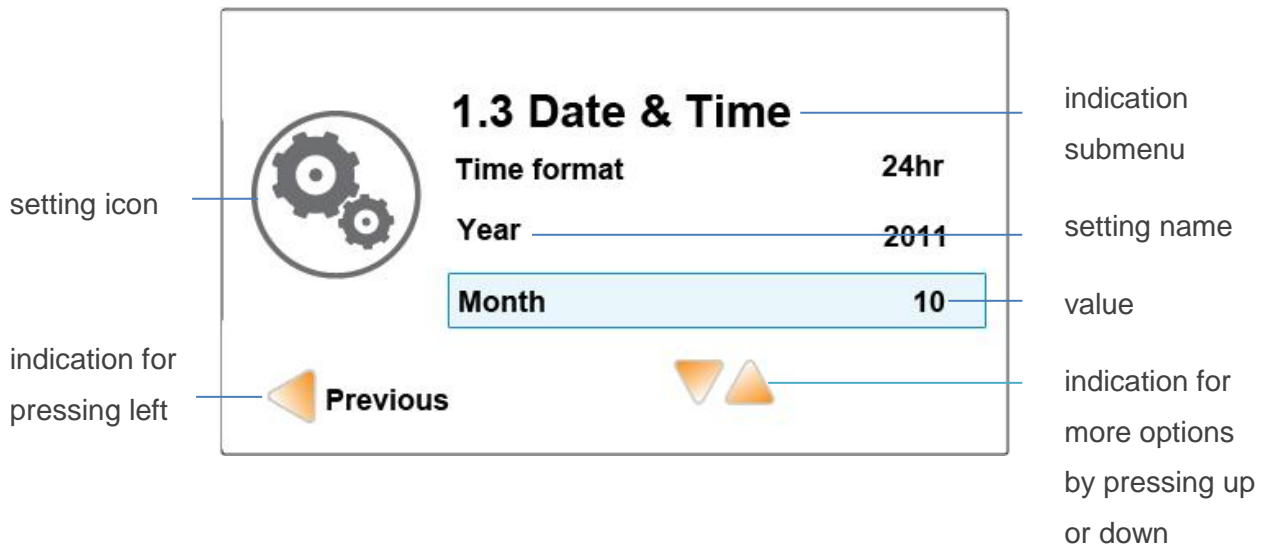 setting icon
indication for
pressing left
1.3 Date & Time
Time format 24hr
Year 2011
Month 10
Previous
indication
submenu
setting name
value
indication for
more options
by pressing up
or down